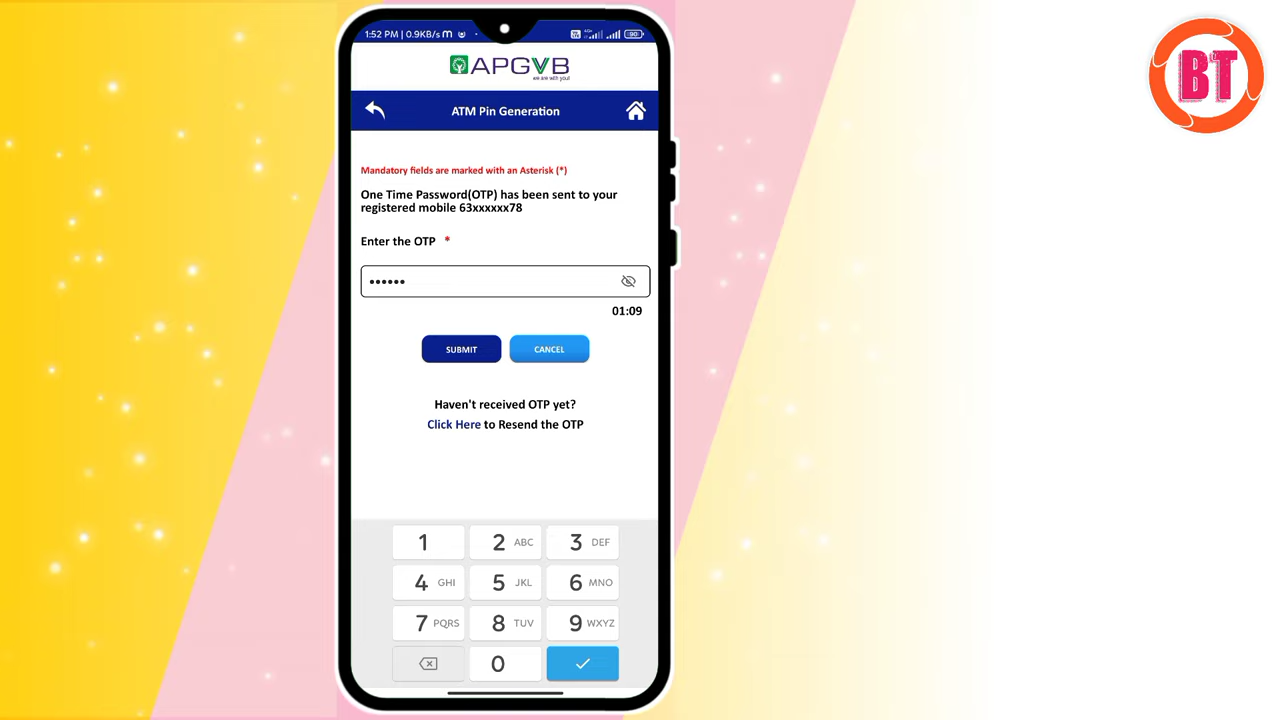 1:52 PM | 0.9KB/s
90
APGVB
we are with you!
ATM Pin Generation
Mandatory fields are marked with an Asterisk (*)
One Time Password(OTP) has been sent to your
registered mobile 63xxxxxx78
Enter the OTP *
••••••
01:09
SUBMIT CANCEL
Haven't received OTP yet?
Click Here to Resend the OTP
1 2 ABC 3 DEF
4 GHI 5 JKL 6 MNO
7 PQRS 8 TUV 9 WXYZ
0
BT